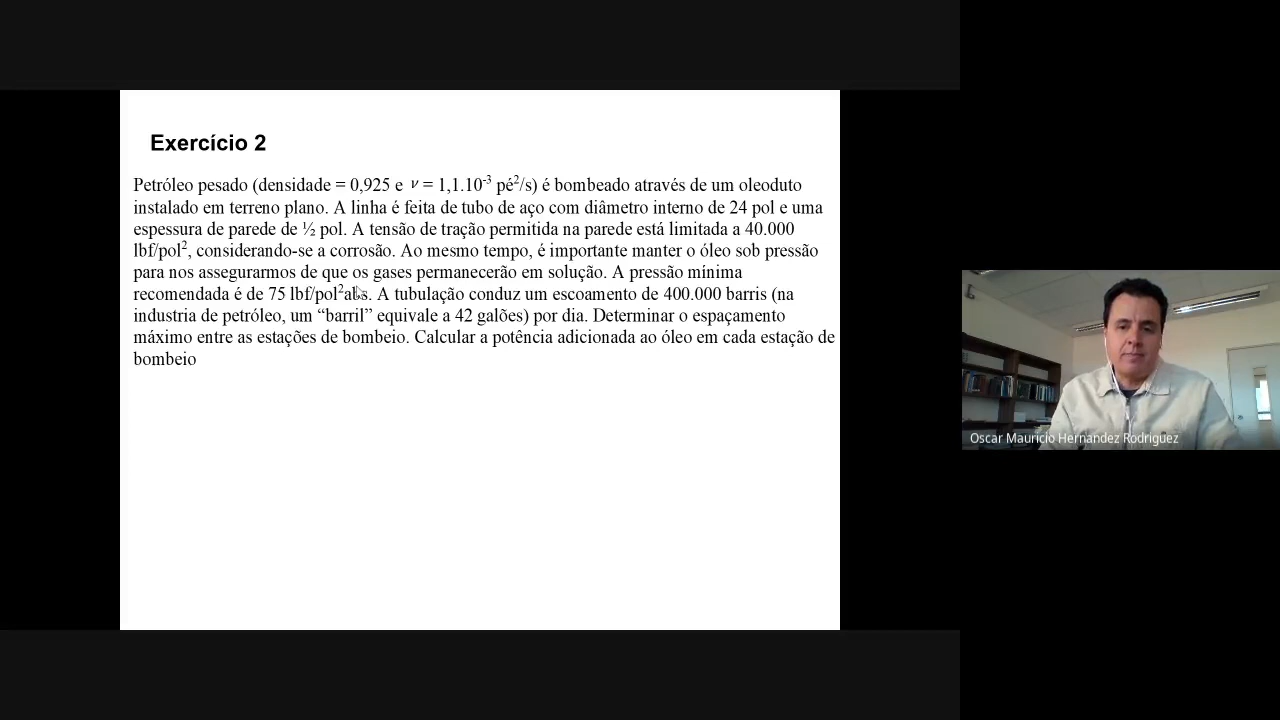 Exercício 2
Petróleo pesado (densidade = 0,925 e ν = 1,1.10⁻³ pé²/s) é bombeado através de um oleoduto
instalado em terreno plano. A linha é feita de tubo de aço com diâmetro interno de 24 pol e uma
espessura de parede de ½ pol. A tensão de tração permitida na parede está limitada a 40.000
lbf/pol², considerando-se a corrosão. Ao mesmo tempo, é importante manter o óleo sob pressão
para nos assegurarmos de que os gases permanecerão em solução. A pressão mínima
recomendada é de 75 lbf/pol²abs. A tubulação conduz um escoamento de 400.000 barris (na
industria de petróleo, um “barril” equivale a 42 galões) por dia. Determinar o espaçamento
máximo entre as estações de bombeio. Calcular a potência adicionada ao óleo em cada estação de
bombeio
Oscar Mauricio Hernandez Rodriguez